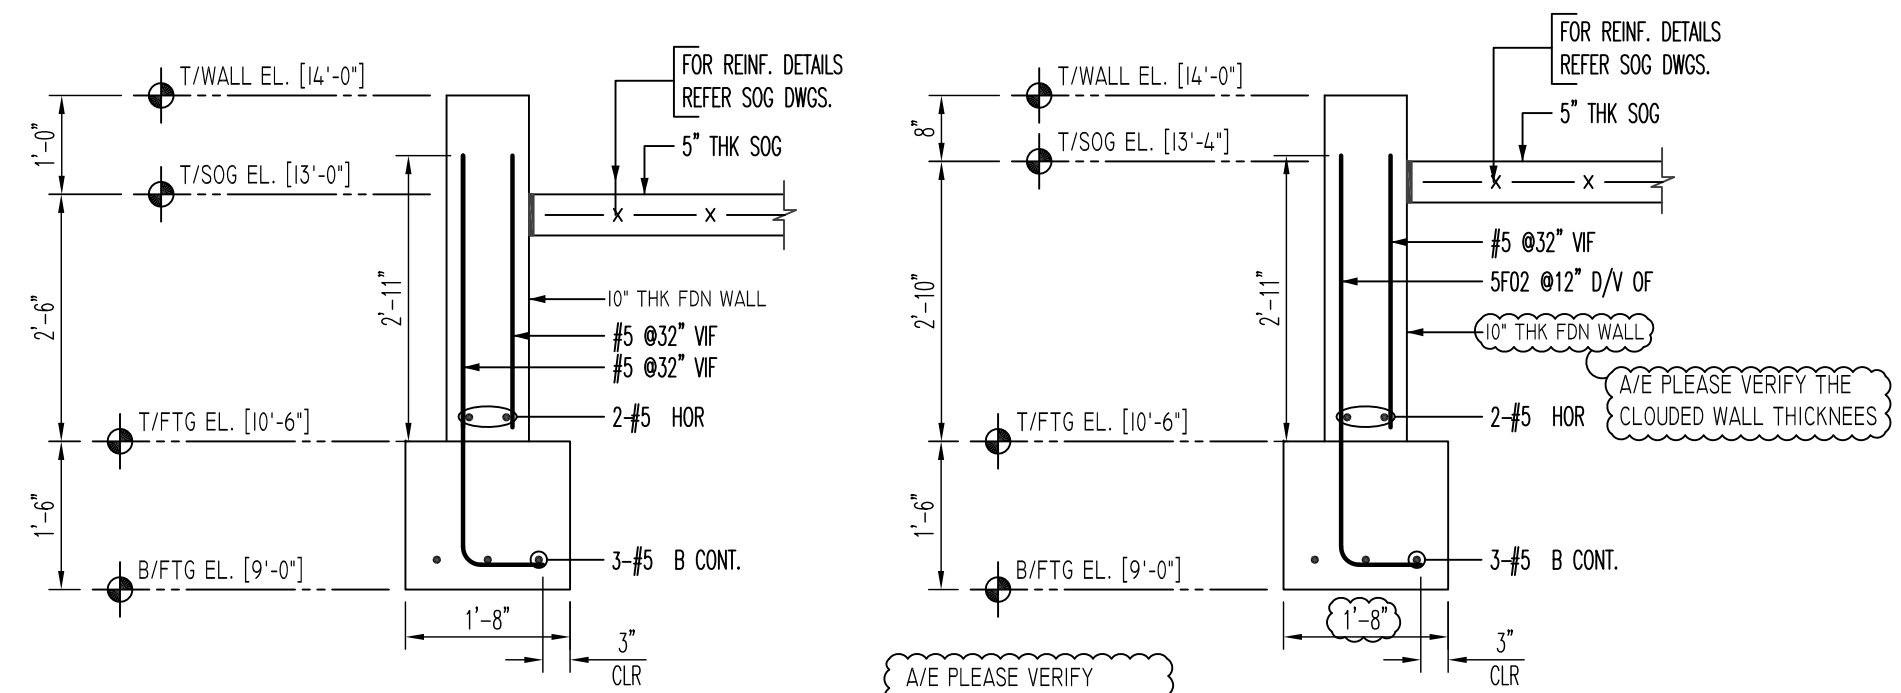 FOR REINF. DETAILS
REFER SOG DWGS.
T/WALL EL. [14'-0"]
5" THK SOG
1'-0"
T/SOG EL. [13'-0"]
2'-6"
2'-11"
10" THK FDN WALL
#5 @32" VIF
#5 @32" VIF
2-#5 HOR
T/FTG EL. [10'-6"]
1'-6"
3-#5 B CONT.
B/FTG EL. [9'-0"]
1'-8"
3"
CLR
FOR REINF. DETAILS
REFER SOG DWGS.
T/WALL EL. [14'-0"]
5" THK SOG
8"
T/SOG EL. [13'-4"]
#5 @32" VIF
5F02 @12" D/V OF
2'-10"
2'-11"
10" THK FDN WALL
A/E PLEASE VERIFY THE
CLOUDED WALL THICKNEES
2-#5 HOR
T/FTG EL. [10'-6"]
1'-6"
3-#5 B CONT.
B/FTG EL. [9'-0"]
1'-8"
3"
CLR
A/E PLEASE VERIFY